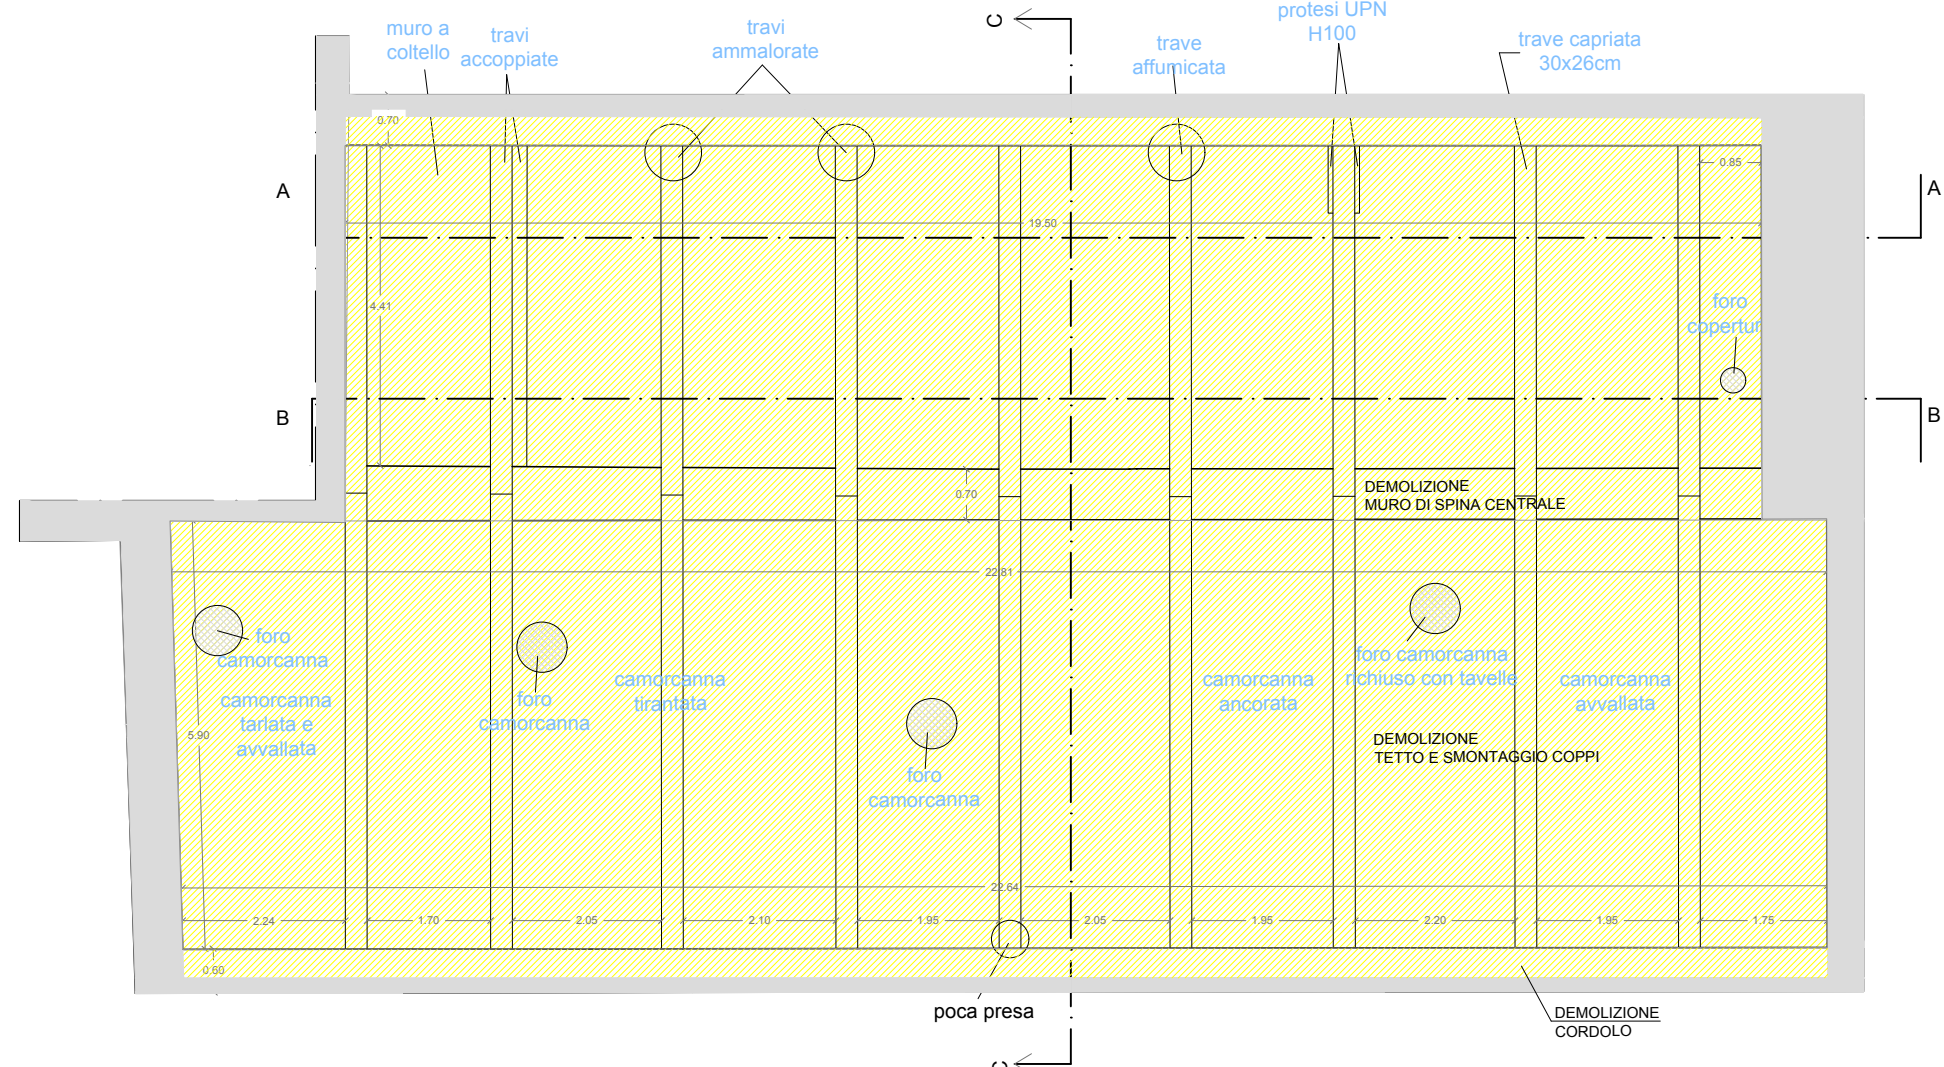 C
muro a
coltello
travi
accoppiate
travi
ammalorate
trave
affumicata
protesi UPN
H100
trave capriata
30x26cm
0.70
A
A
0.85
19.50
4.41
foro
copertur
B
B
0.70
DEMOLIZIONE
MURO DI SPINA CENTRALE
22.81
foro
camorcanna
camorcanna
tarlata e
avvallata
5.90
foro
camorcanna
camorcanna
tirantata
foro
camorcanna
camorcanna
ancorata
foro camorcanna
richiuso con tavelle
camorcanna
avvallata
DEMOLIZIONE
TETTO E SMONTAGGIO COPPI
22.64
2.24
1.70
2.05
2.10
1.95
2.05
1.95
2.20
1.95
1.75
0.60
poca presa
DEMOLIZIONE
CORDOLO
C